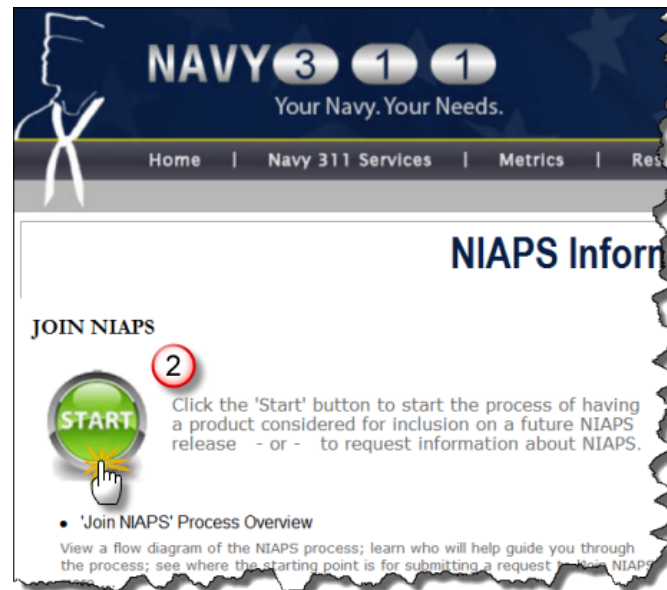 NAVY 3 1 1
Your Navy. Your Needs.
Home | Navy 311 Services | Metrics |
NIAPS
JOIN NIAPS
2
START
Click the 'Start' button to start the process of having
a product considered for inclusion on a future NIAPS
release - or - to request information about NIAPS.
• 'Join NIAPS' Process Overview
View a flow diagram of the NIAPS process; learn who will help guide you through
the process; see where the starting point is for submitting a request to Join NIAPS